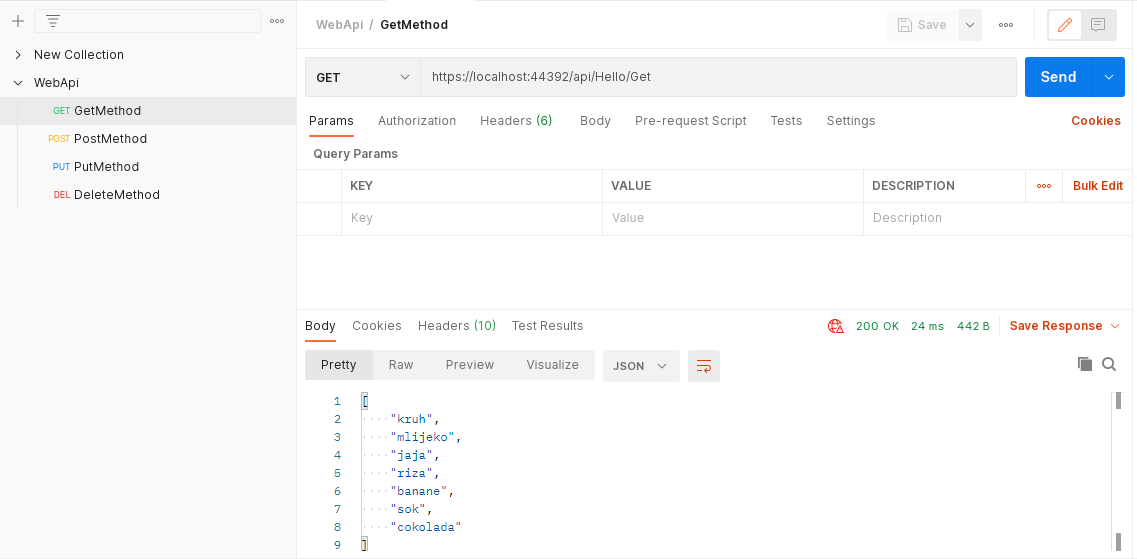 WebApi / GetMethod
Save
New Collection
WebApi
GET GetMethod
POST PostMethod
PUT PutMethod
DEL DeleteMethod
GET
https://localhost:44392/api/Hello/Get
Send
Params Authorization Headers (6) Body Pre-request Script Tests Settings Cookies
Query Params
KEY VALUE DESCRIPTION Bulk Edit
Key Value Description
Body Cookies Headers (10) Test Results 200 OK 24 ms 442 B Save Response
Pretty Raw Preview Visualize JSON
1 [
2 "kruh",
3 "mlijeko",
4 "jaja",
5 "riza",
6 "banane",
7 "sok",
8 "cokolada"
9 ]